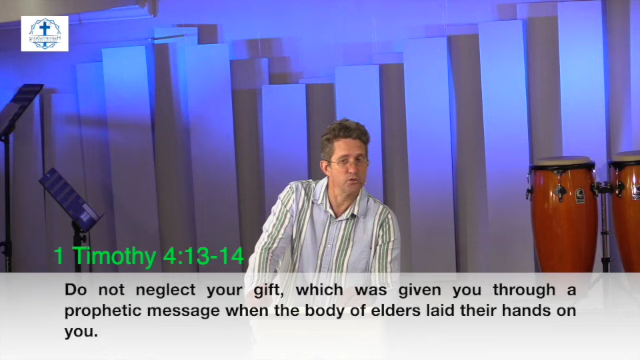 1 Timothy 4:13-14
Do not neglect your gift, which was given you through a
prophetic message when the body of elders laid their hands on
you.